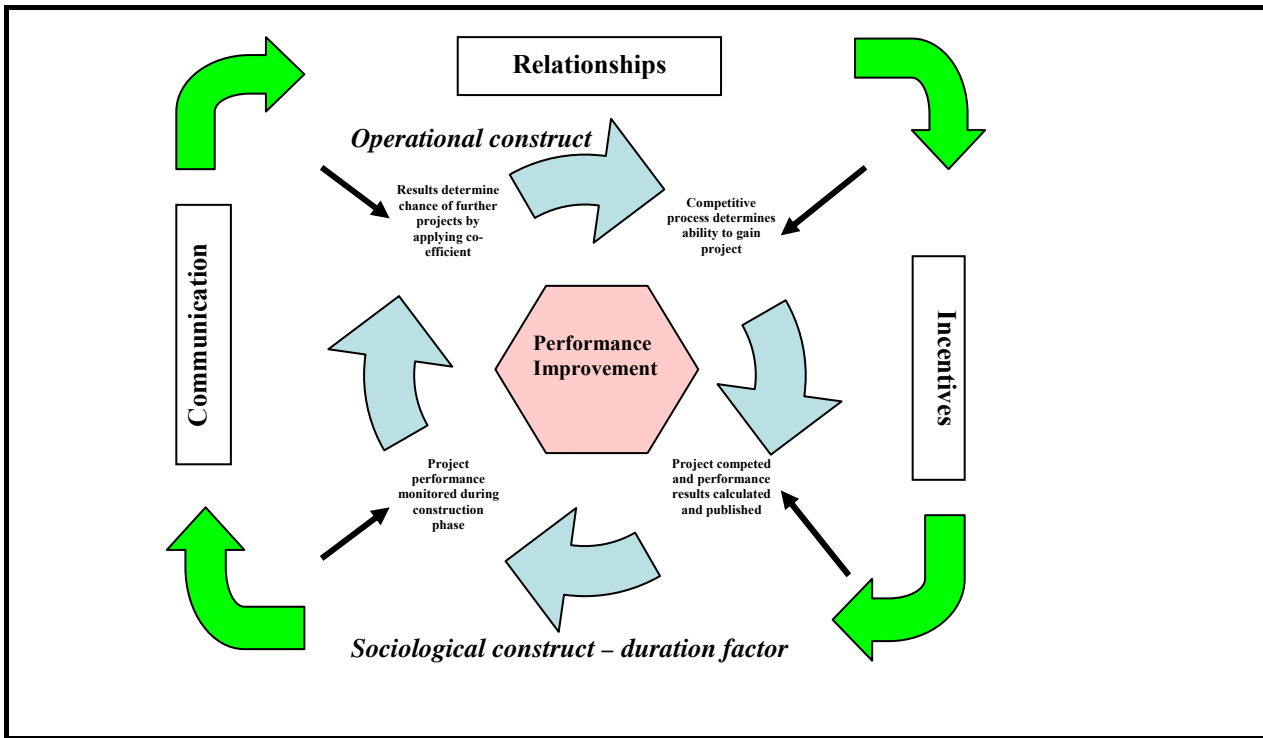 Relationships
Operational construct
Results determine
chance of further
projects by
applying co-
efficient
Competitive
process determines
ability to gain
project
Communication
Performance
Improvement
Incentives
Project
performance
monitored during
construction
phase
Project competed
and performance
results calculated
and published
Sociological construct – duration factor